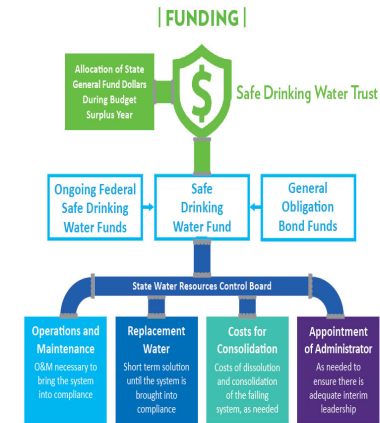 | FUNDING |
Allocation of State
General Fund Dollars
During Budget
Surplus Year
$
Safe Drinking Water Trust
Ongoing Federal
Safe Drinking
Water Funds
Safe
Drinking
Water Fund
General
Obligation
Bond Funds
State Water Resources Control Board
Operations and
Maintenance
O&M necessary to
bring the system
into compliance
Replacement
Water
Short term solution
until the system is
brought into
compliance
Costs for
Consolidation
Costs of dissolution
and consolidation
of the failing
system, as needed
Appointment
of Administrator
As needed to
ensure there is
adequate interim
leadership